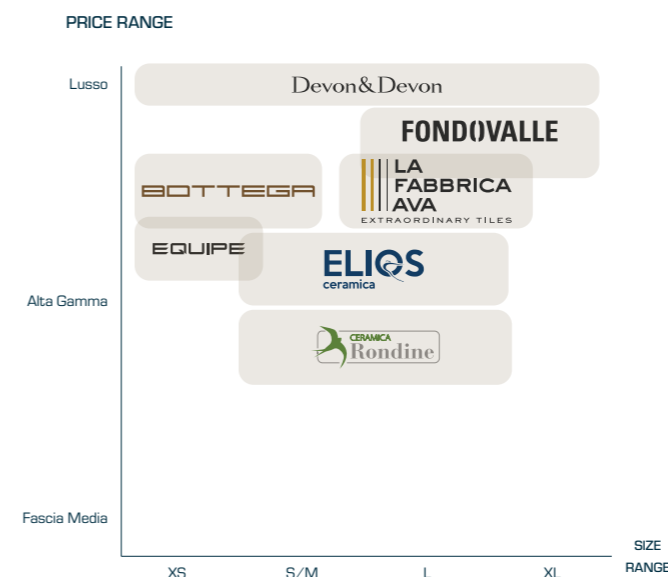 PRICE RANGE
Lusso
Devon&Devon
FONDOVALLE
BOTTEGA
LA
FABBRICA
AVA
EXTRAORDINARY TILES
EQUIPE
ELIOS
ceramica
Alta Gamma
CERAMICA
Rondine
Fascia Media
SIZE
RANGE
XS
S/M
L
XL